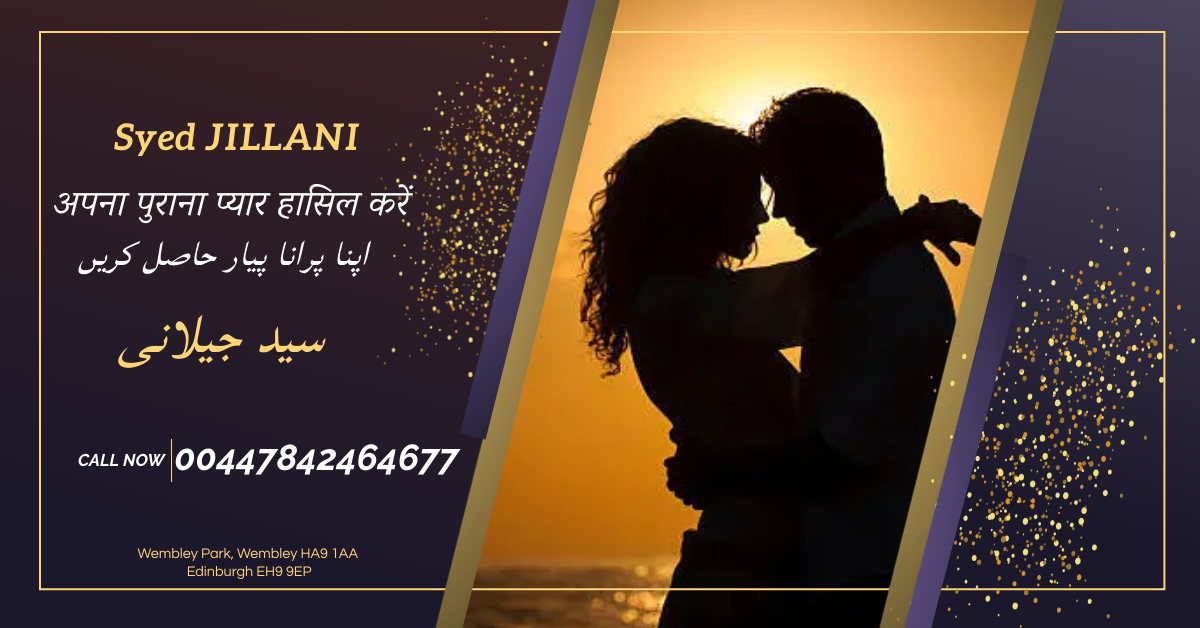 Syed JILLANI
अपना पुराना प्यार हासिल करें
اپنا پرانا پیار حاصل کریں
سید جیلانی
CALL NOW 00447842464677
Wembley Park, Wembley HA9 1AA
Edinburgh EH9 9EP